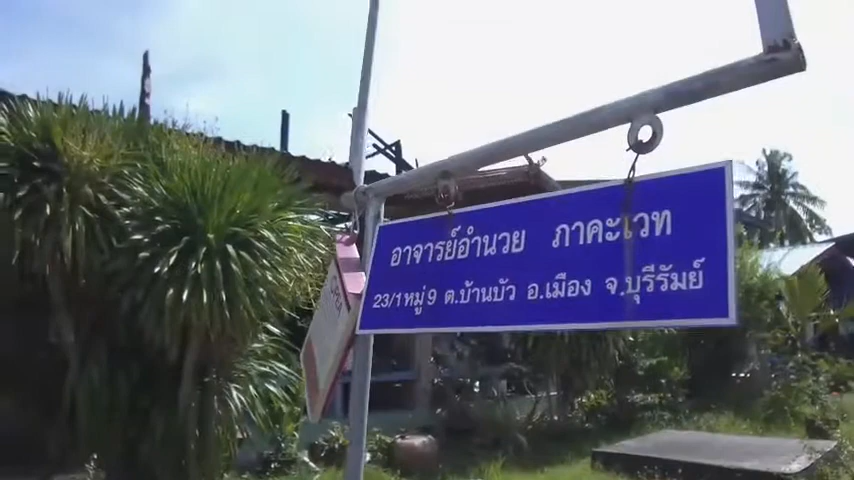 อาจารย์อำนวย ภาคะเวท
23/1หมู่9 ต.บ้านบัว อ.เมือง จ.บุรีรัมย์